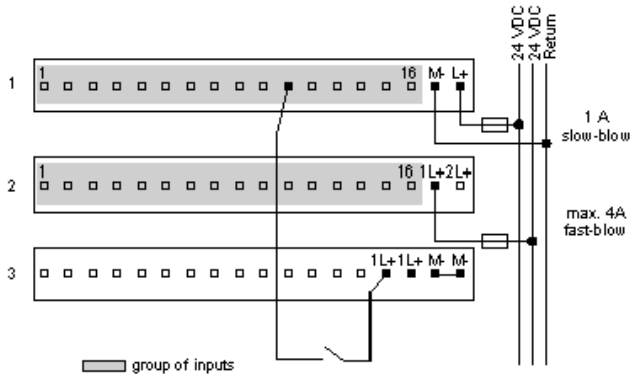 24 VDC
24 VDC
Return
1
1
16 M- L+
1 A
slow-blow
2
1
16 1L+2L+
max. 4A
fast-blow
3
1L+1L+ M- M-
group of inputs